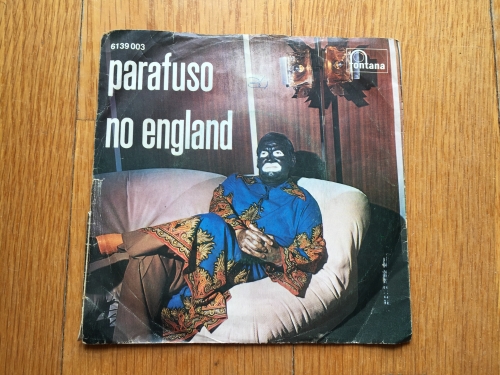 6139 003
fontana
parafuso
no england